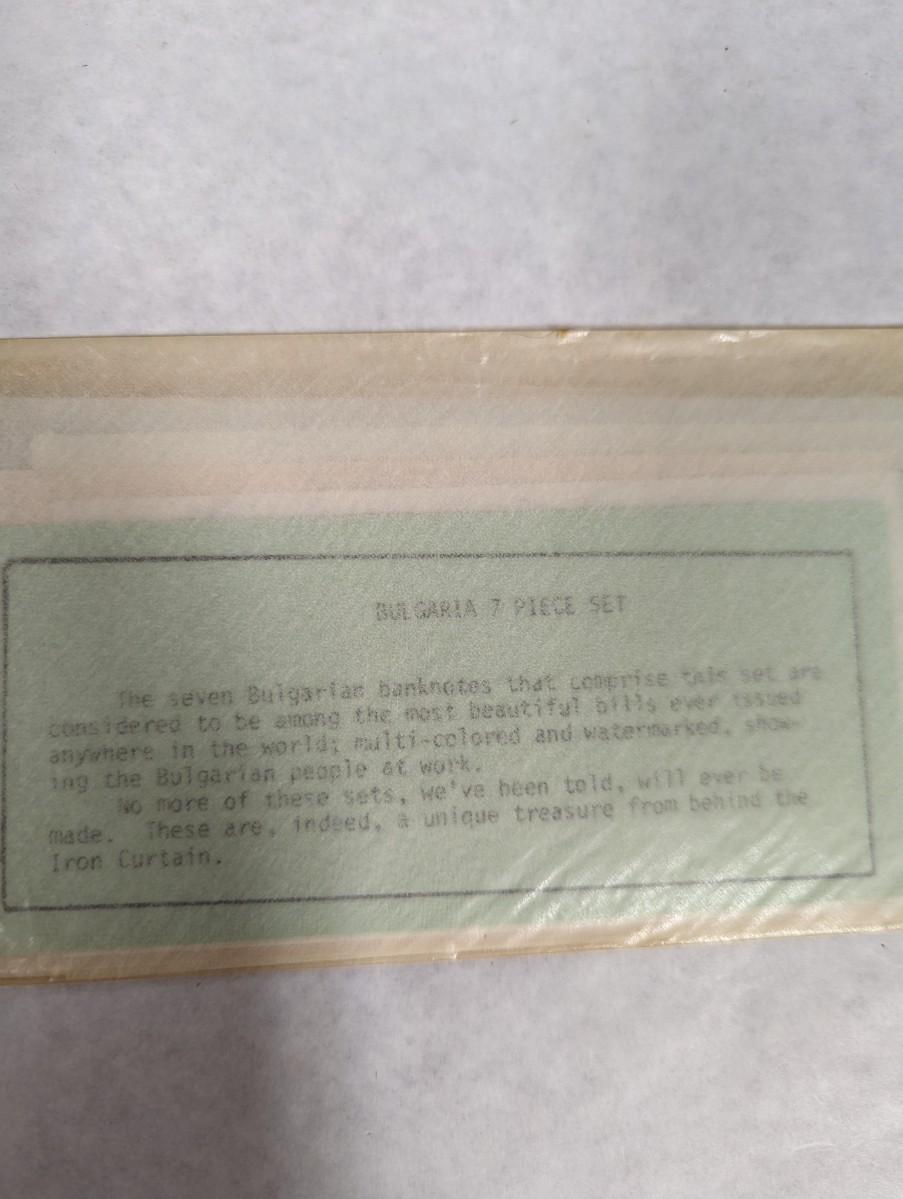 BULGARIA 7 PIECE SET
The seven Bulgarian banknotes that comprise this set are
considered to be among the most beautiful bills ever issued
anywhere in the world; multi-colored and watermarked, show-
ing the Bulgarian people at work.
No more of these sets, we've been told, will ever be
made. These are, indeed, a unique treasure from behind the
Iron Curtain.